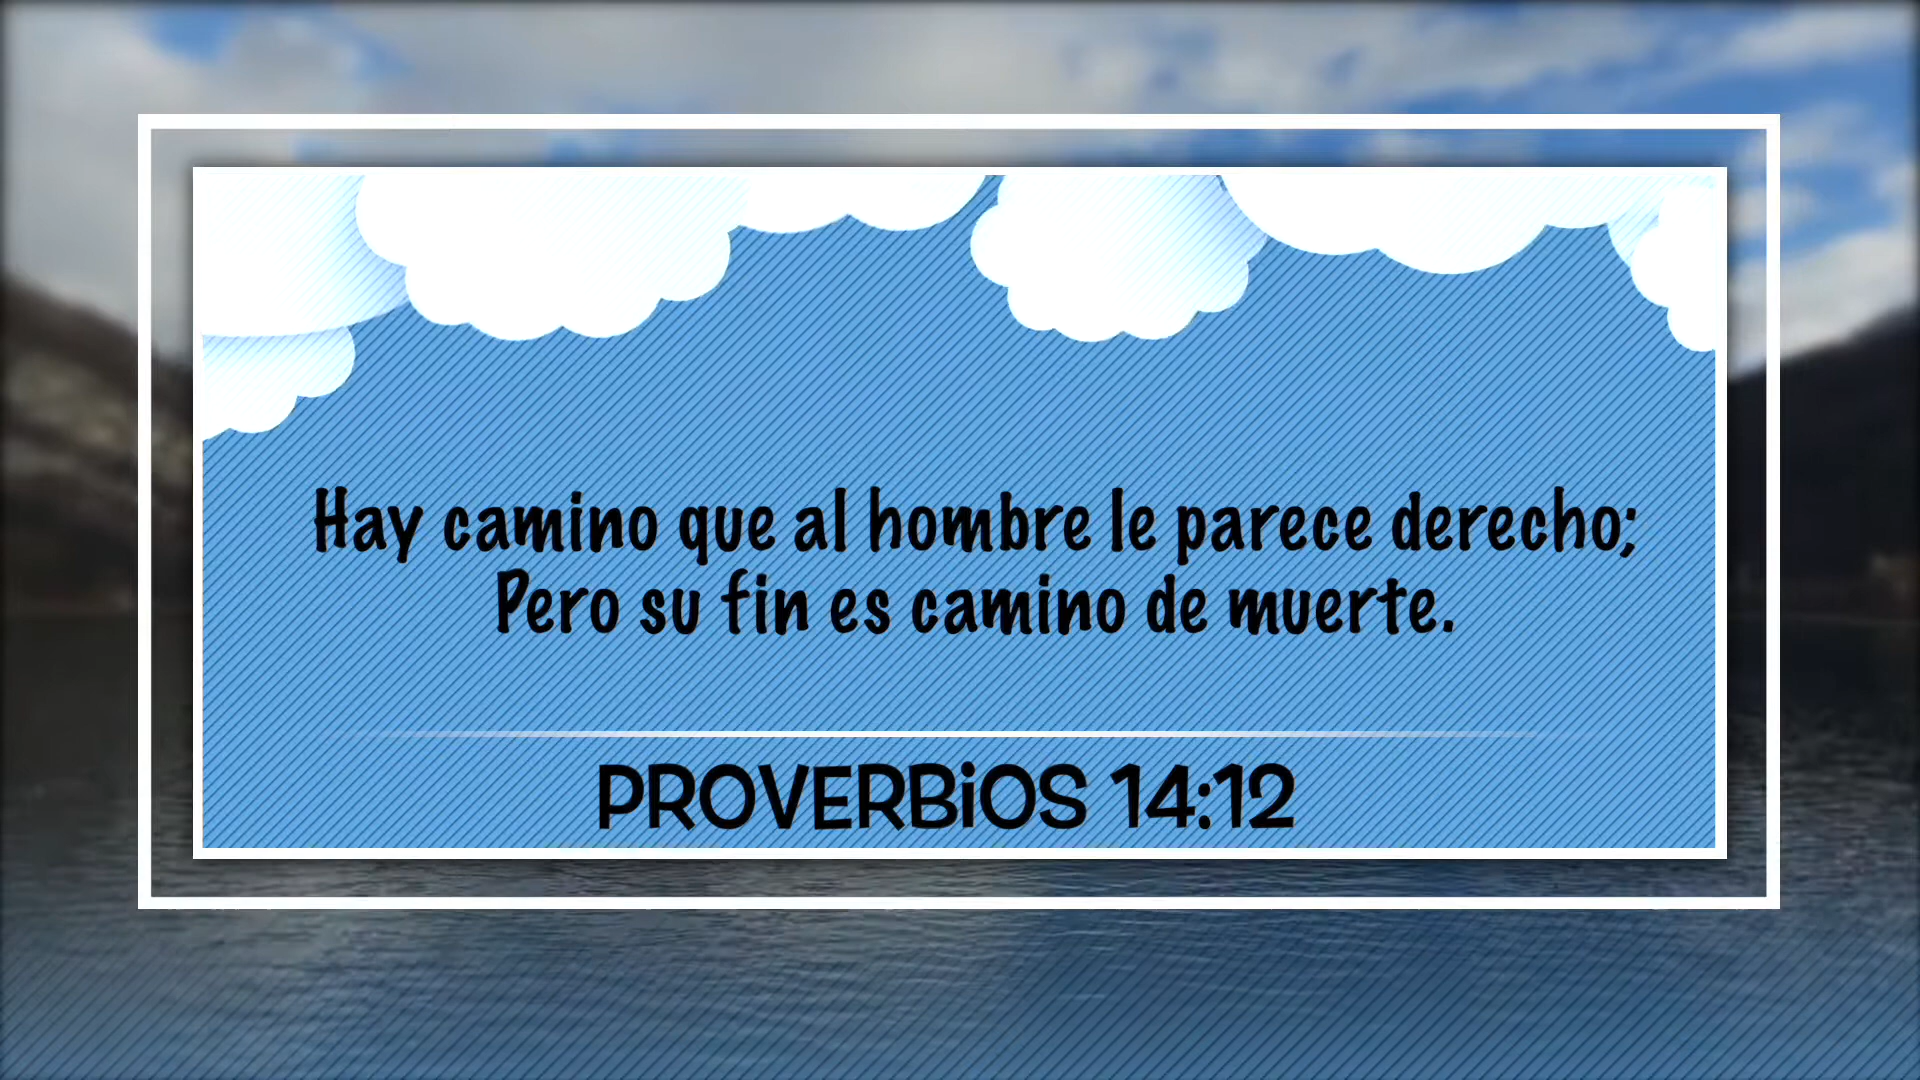 Hay camino que al hombre le parece derecho;
Pero su fin es camino de muerte.
PROVERBiOS 14:12